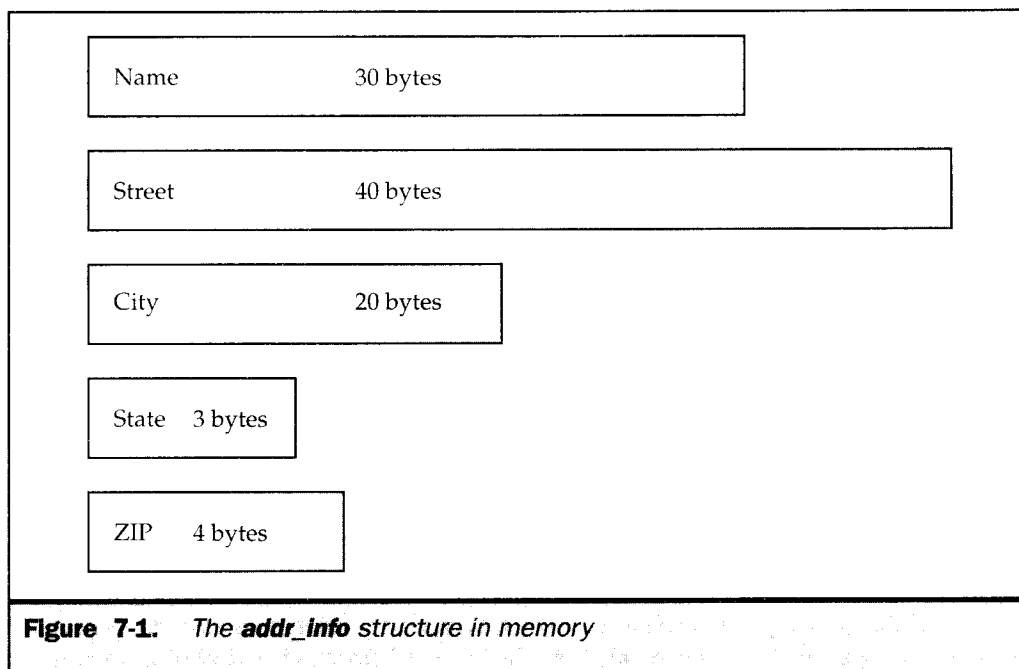 Name 30 bytes
Street 40 bytes
City 20 bytes
State 3 bytes
ZIP 4 bytes
Figure 7-1. The addr_info structure in memory